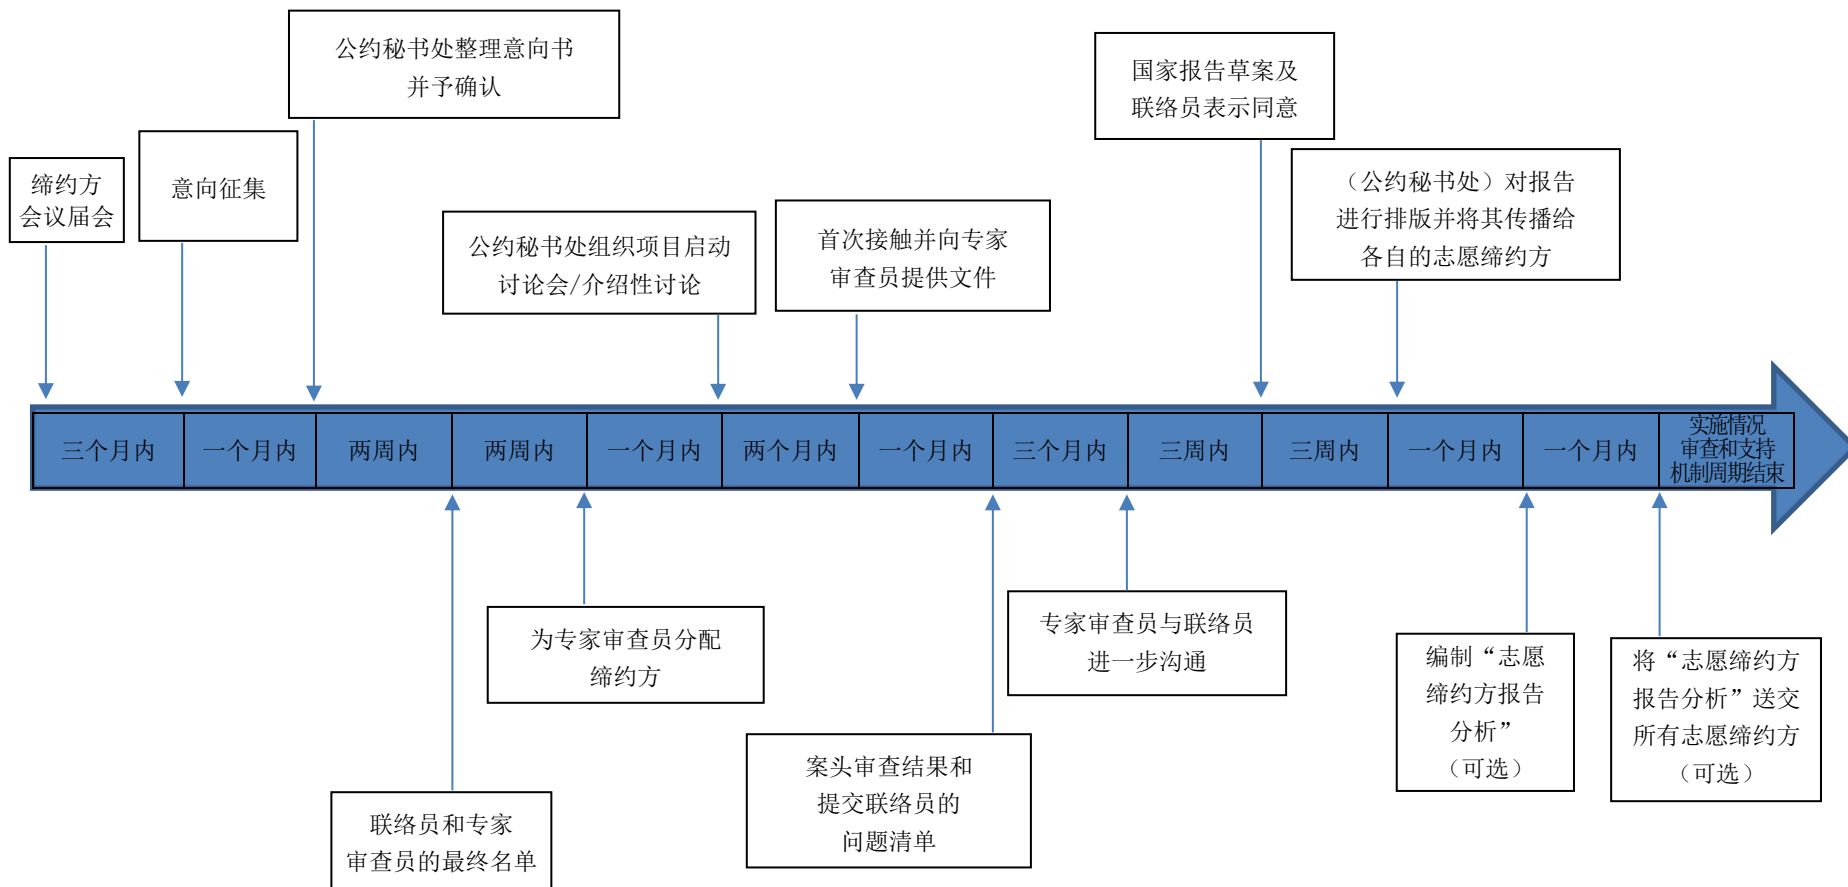 公约秘书处整理意向书
并予确认
国家报告草案及
联络员表示同意
缔约方
会议届会
意向征集
（公约秘书处）对报告
进行排版并将其传播给
各自的志愿缔约方
公约秘书处组织项目启动
讨论会/介绍性讨论
首次接触并向专家
审查员提供文件
三个月内
一个月内
两周内
两周内
一个月内
两个月内
一个月内
三个月内
三周内
三周内
一个月内
一个月内
实施情况
审查和支持
机制周期结束
为专家审查员分配
缔约方
专家审查员与联络员
进一步沟通
编制“志愿
缔约方报告
分析”
（可选）
将“志愿缔约方
报告分析”送交
所有志愿缔约方
（可选）
案头审查结果和
提交联络员的
问题清单
联络员和专家
审查员的最终名单